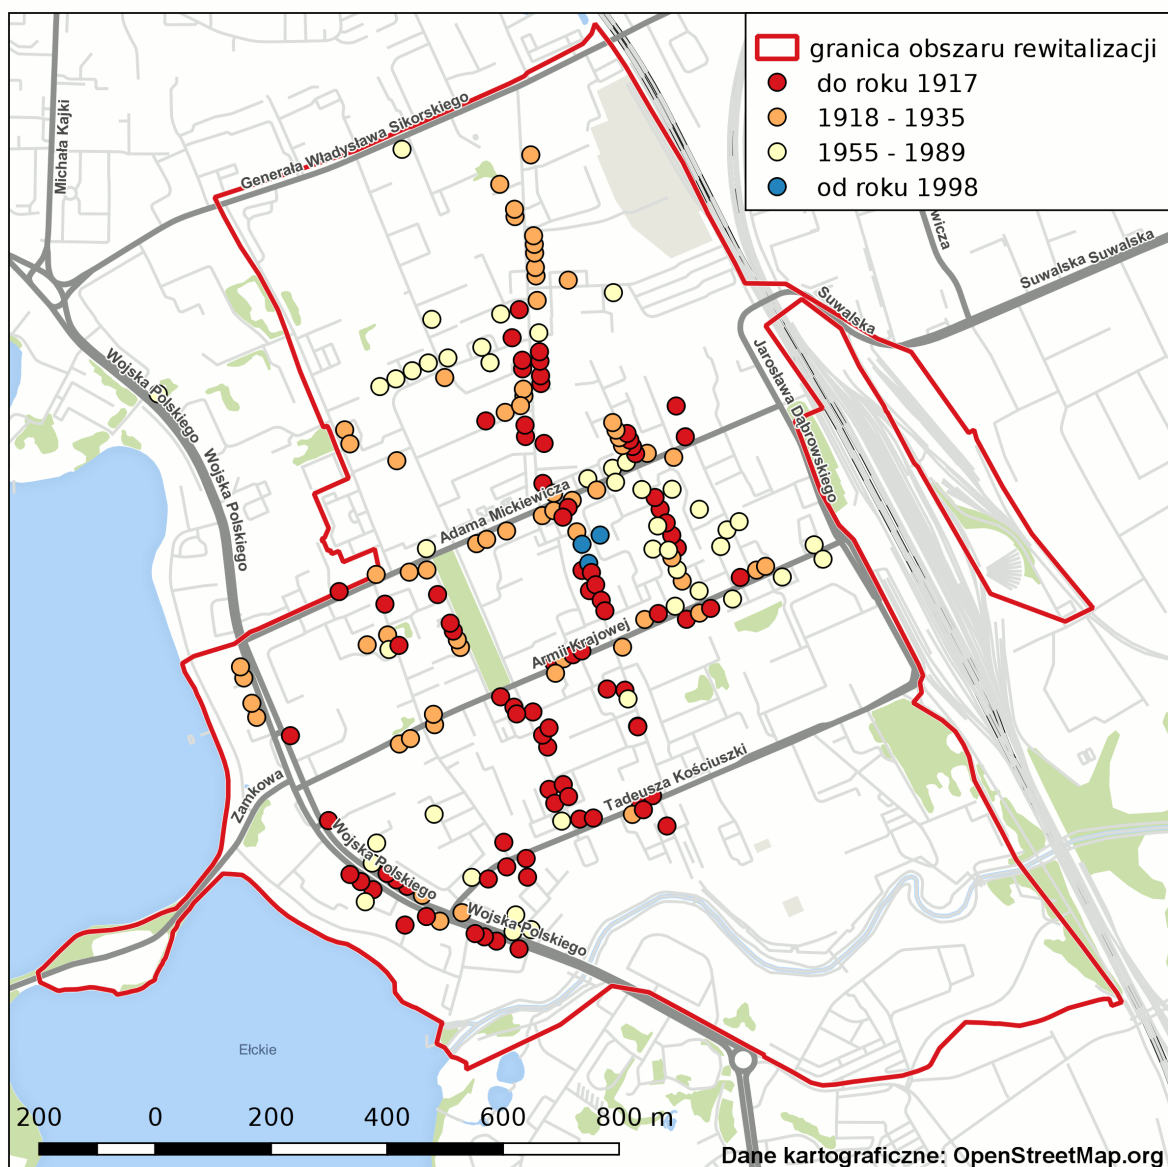 granica obszaru rewitalizacji
do roku 1917
1918 - 1935
1955 - 1989
od roku 1998
Michała Kajki
Generała Władysława Sikorskiego
wicza
Suwalska
Suwalska
Suwalska
Wojska Polskiego
Jarosława Dąbrowskiego
Wojska Polskiego
Adama Mickiewicza
Armii Krajowej
Zamkowa
Tadeusza Kościuszki
Wojska Polskiego
Wojska Polskiego
Ełckie
200 0 200 400 600 800 m
Dane kartograficzne: OpenStreetMap.org